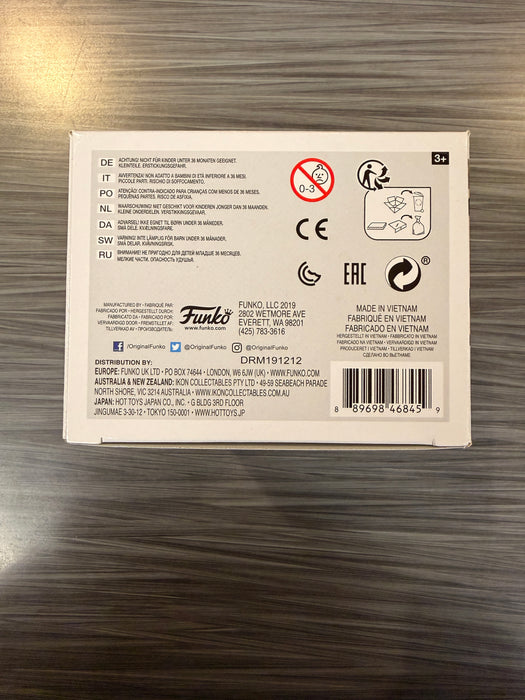 DE ACHTUNG! NICHT FÜR KINDER UNTER 36 MONATEN GEEIGNET.
KLEINTEILE. ERSTICKUNGSGEFAHR.
IT AVVERTENZA! NON ADATTO A BAMBINI DI ETÀ INFERIORE A 36 MESI.
PICCOLE PARTI. RISCHIO DI SOFFOCAMENTO.
PO ATENÇÃO! CONTRA-INDICADO PARA CRIANÇAS COM MENOS DE 36 MESES.
PEQUENAS PARTES. RISCO DE ASFIXIA.
NL WAARSCHUWING! NIET GESCHIKT VOOR KINDEREN JONGER DAN 36 MAANDEN.
KLEINE ONDERDELEN. VERSTIKKINGSGEVAAR.
DA ADVARSEL! IKKE EGNET TIL BØRN UNDER 36 MÅNEDER.
SMÅ DELE. KVÆLNINGSFARE.
SW VARNING! INTE LÄMPLIG FÖR BARN UNDER 36 MÅNADER.
SMÅ DELAR. KVÄVNINGSRISK.
RU ВНИМАНИЕ! НЕ ПРИГОДНО ДЛЯ ДЕТЕЙ МЛАДШЕ 36 МЕСЯЦЕВ.
МЕЛКИЕ ЧАСТИ. ОПАСНОСТЬ УДУШЬЯ.
0-3
3+
CE
EAC
®
MANUFACTURED BY • FABRIQUÉ PAR
FABRICADO POR • HERGESTELLT DURCH
FABBRICATO DA • FABRICADO POR
VERVAARDIGD DOOR • FREMSTILLET AF
TILLVERKAD AV • ИЗГОТОВЛЕНО
Funko
www.funko.com
FUNKO, LLC 2019
2802 WETMORE AVE
EVERETT, WA 98201
(425) 783-3616
MADE IN VIETNAM
FABRIQUÉ EN VIETNAM
FABRICADO EN VIETNAM
HERGESTELLT IN VIETNAM • FABBRICATO IN VIETNAM
FABRICADO NO VIETNAM • VERVAARDIGD IN VIETNAM
PRODUCERET I VIETNAM • TILLVERKAD I VIETNAM
СДЕЛАНО ВО ВЬЕТНАМЕ
f /OriginalFunko @OriginalFunko @OriginalFunko
DRM191212
DISTRIBUTION BY:
EUROPE: FUNKO UK LTD • PO BOX 74644 • LONDON, W6 6JW (UK) • WWW.FUNKO.COM
AUSTRALIA & NEW ZEALAND: IKON COLLECTABLES PTY LTD • 49-59 SEABEACH PARADE
NORTH SHORE, VIC 3214 AUSTRALIA • WWW.IKONCOLLECTABLES.COM.AU
JAPAN: HOT TOYS JAPAN CO., INC. • G BLDG 3RD FLOOR
JINGUMAE 3-30-12 • TOKYO 150-0001 • WWW.HOTTOYS.JP
8 89698 46845 9